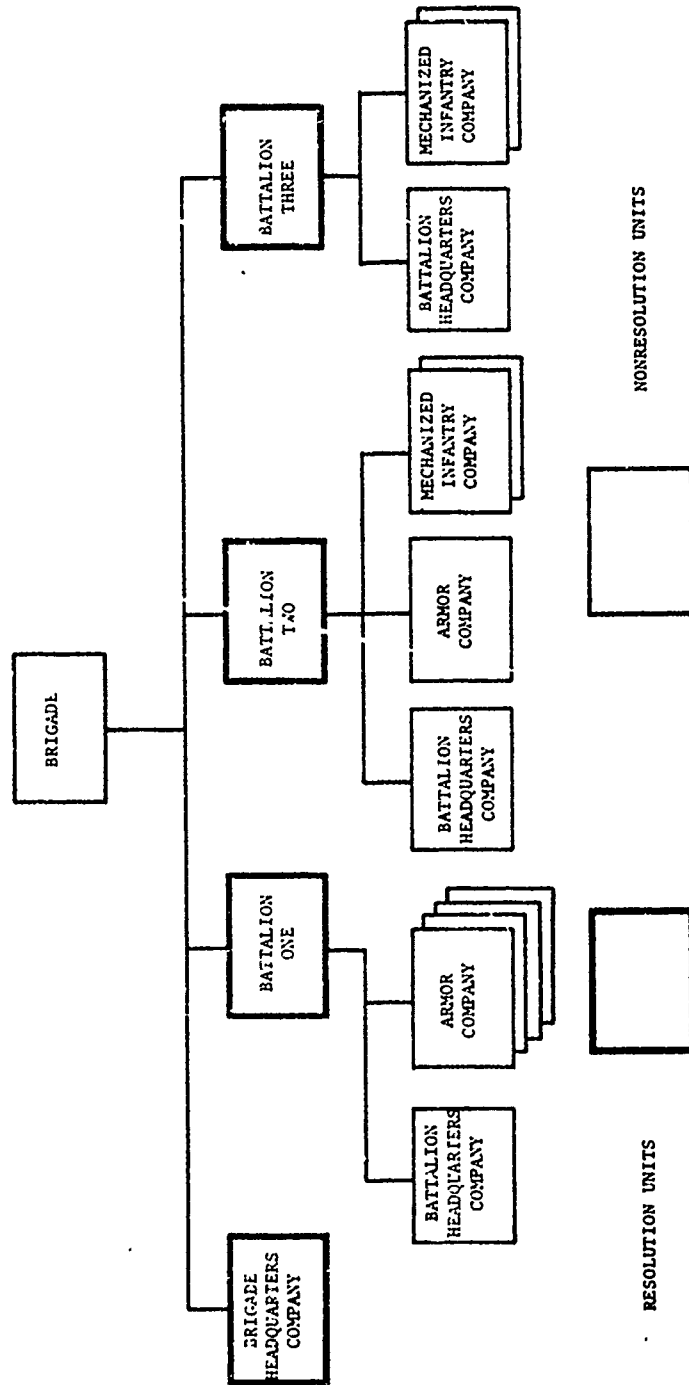 BRIGADE
BRIGADE
HEADQUARTERS
COMPANY
BATTALION
ONE
BATTALION
TWO
BATTALION
THREE
BATTALION
HEADQUARTERS
COMPANY
ARMOR
COMPANY
BATTALION
HEADQUARTERS
COMPANY
ARMOR
COMPANY
MECHANIZED
INFANTRY
COMPANY
BATTALION
HEADQUARTERS
COMPANY
MECHANIZED
INFANTRY
COMPANY
RESOLUTION UNITS
NONRESOLUTION UNITS